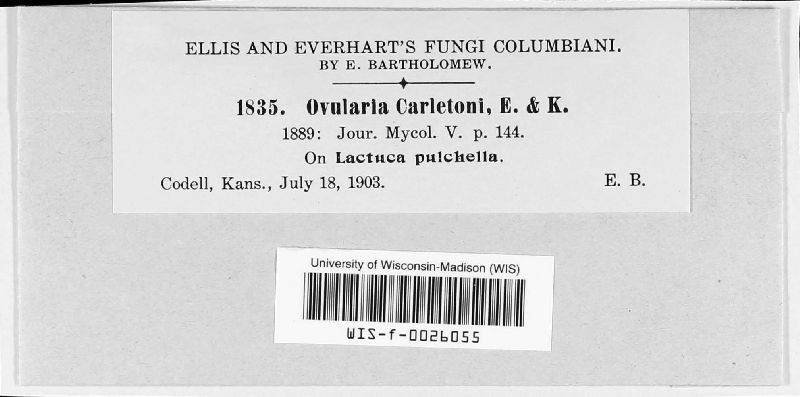 ELLIS AND EVERHART'S FUNGI COLUMBIANI.
BY E. BARTHOLOMEW.
1835. Ovularia Carletoni, E. & K.
1889: Jour. Mycol. V. p. 144.
On Lactuca pulchella.
Codell, Kans., July 18, 1903. E. B.
University of Wisconsin-Madison (WIS)
WIS-f-0026055